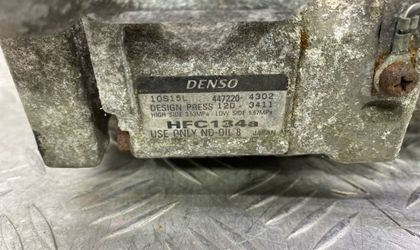 DENSO
10S15L 447220-4302
DESIGN PRESS 120-3411
HIGH SIDE 3.53MPa LOW SIDE 1.67MPa
HFC134a
USE ONLY ND-OIL 8 JAPAN